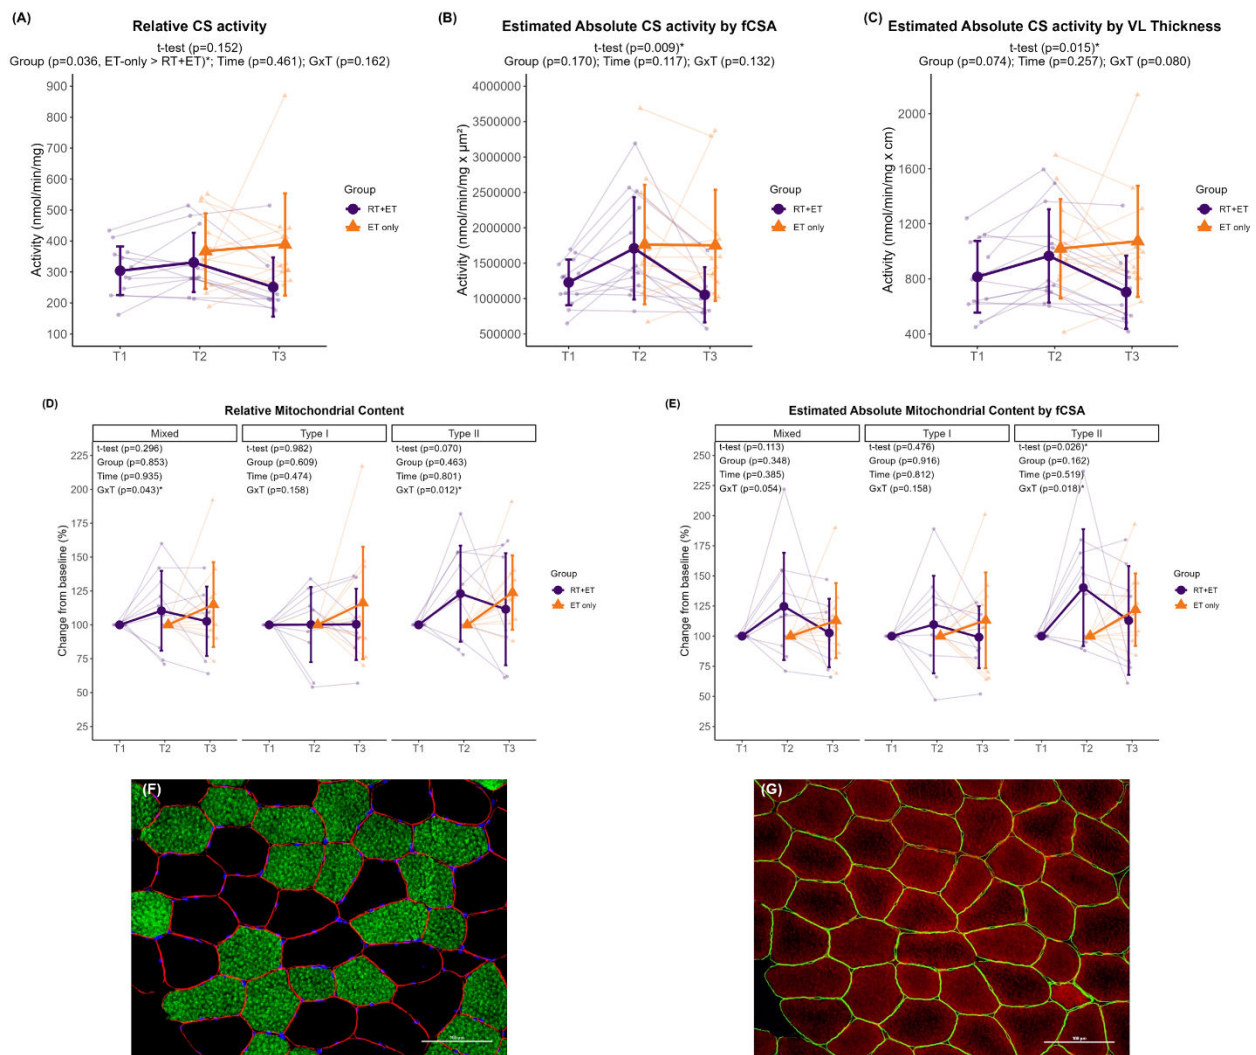 (A)
Relative CS activity
t-test (p=0.152)
Group (p=0.036, ET-only > RT+ET)*; Time (p=0.461); GxT (p=0.162)
900
800
700
600
500
400
300
200
100
Activity (nmol/min/mg)
T1 T2 T3
Group
RT+ET
ET only
(B)
Estimated Absolute CS activity by fCSA
t-test (p=0.009)*
Group (p=0.170); Time (p=0.117); GxT (p=0.132)
4000000
3500000
3000000
2500000
2000000
1500000
1000000
500000
Activity (nmol/min/mg x µm²)
T1 T2 T3
Group
RT+ET
ET only
(C)
Estimated Absolute CS activity by VL Thickness
t-test (p=0.015)*
Group (p=0.074); Time (p=0.257); GxT (p=0.080)
2000
1600
1200
800
400
Activity (nmol/min/mg x cm)
T1 T2 T3
Group
RT+ET
ET only
(D)
Relative Mitochondrial Content
Mixed
t-test (p=0.296)
Group (p=0.853)
Time (p=0.935)
GxT (p=0.043)*
Type I
t-test (p=0.982)
Group (p=0.609)
Time (p=0.474)
GxT (p=0.158)
Type II
t-test (p=0.070)
Group (p=0.463)
Time (p=0.801)
GxT (p=0.012)*
225
200
175
150
125
100
75
50
25
Change from baseline (%)
T1 T2 T3 T1 T2 T3 T1 T2 T3
Group
RT+ET
ET only
(E)
Estimated Absolute Mitochondrial Content by fCSA
Mixed
t-test (p=0.113)
Group (p=0.348)
Time (p=0.385)
GxT (p=0.054)
Type I
t-test (p=0.476)
Group (p=0.916)
Time (p=0.812)
GxT (p=0.158)
Type II
t-test (p=0.026)*
Group (p=0.162)
Time (p=0.519)
GxT (p=0.018)*
250
225
200
175
150
125
100
75
50
25
Change from baseline (%)
T1 T2 T3 T1 T2 T3 T1 T2 T3
Group
RT+ET
ET only
(F)
(G)